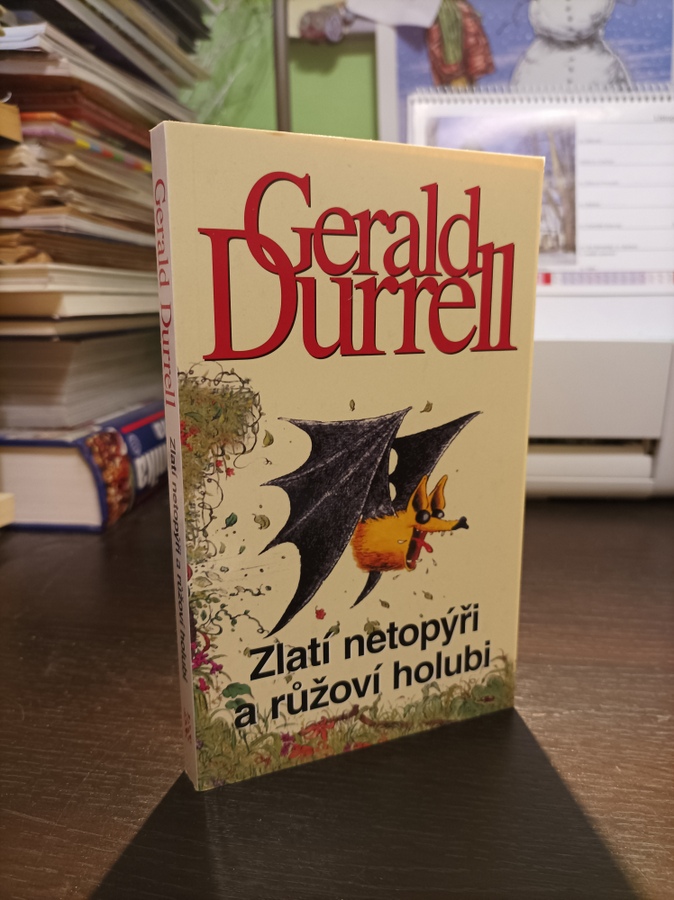 Gerald
Durrell
Zlatí netopýři
a růžoví holubi
Gerald Durrell Zlatí netopýři a růžoví holubi